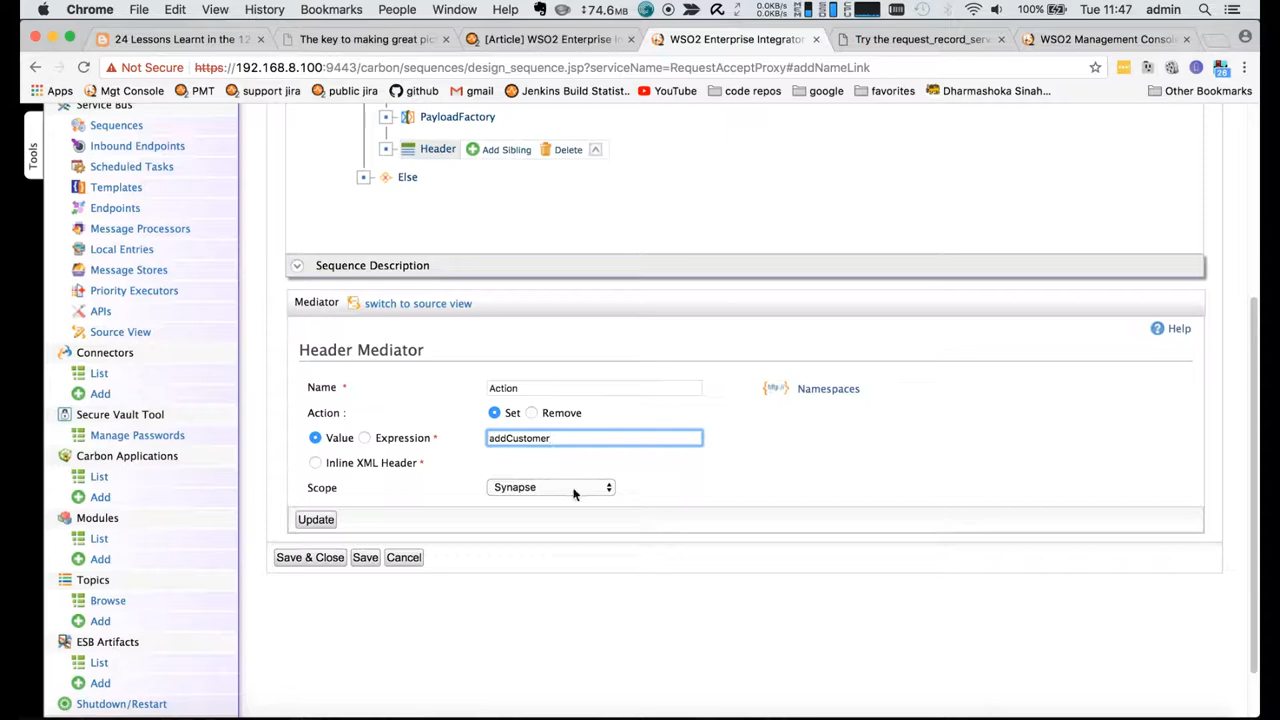 Chrome File Edit View History Bookmarks People Window Help 74.6M 0.0KB/s 0.0KB/s 100% Tue 11:47 admin
24 Lessons Learnt in the 12 The key to making great pic [Article] WSO2 Enterprise In WSO2 Enterprise Integrator Try the request_record_serv WSO2 Management Consol
Not Secure https://192.168.8.100:9443/carbon/sequences/design_sequence.jsp?serviceName=RequestAcceptProxy#addNameLink
Apps Mgt Console PMT support jira public jira github gmail Jenkins Build Statist... YouTube code repos google favorites Dharmashoka Sinah... Other Bookmarks
26
Tools
Service Bus
Sequences
Inbound Endpoints
Scheduled Tasks
Templates
Endpoints
Message Processors
Local Entries
Message Stores
Priority Executors
APIs
Source View
Connectors
List
Add
Secure Vault Tool
Manage Passwords
Carbon Applications
List
Add
Modules
List
Add
Topics
Browse
Add
ESB Artifacts
List
Add
Shutdown/Restart
PayloadFactory
Header Add Sibling Delete
Else
Sequence Description
Mediator switch to source view
Help
Header Mediator
Name * Action Namespaces
Action : Set Remove
Value Expression * addCustomer
Inline XML Header *
Scope Synapse
Update
Save & Close Save Cancel